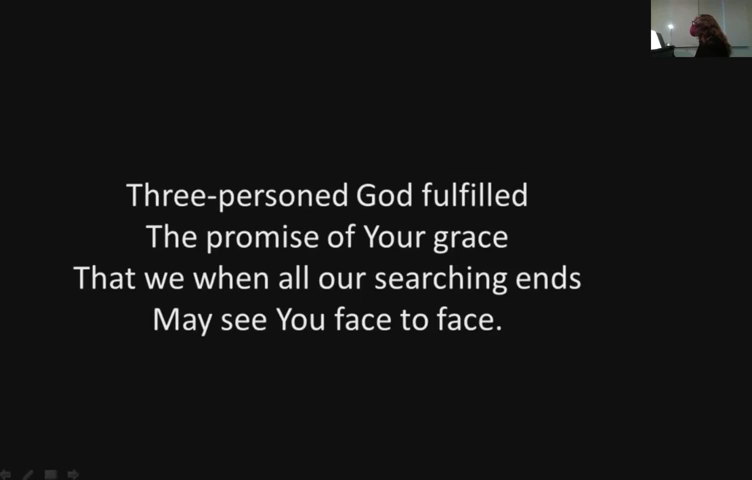 Three-personed God fulfilled
The promise of Your grace
That we when all our searching ends
May see You face to face.